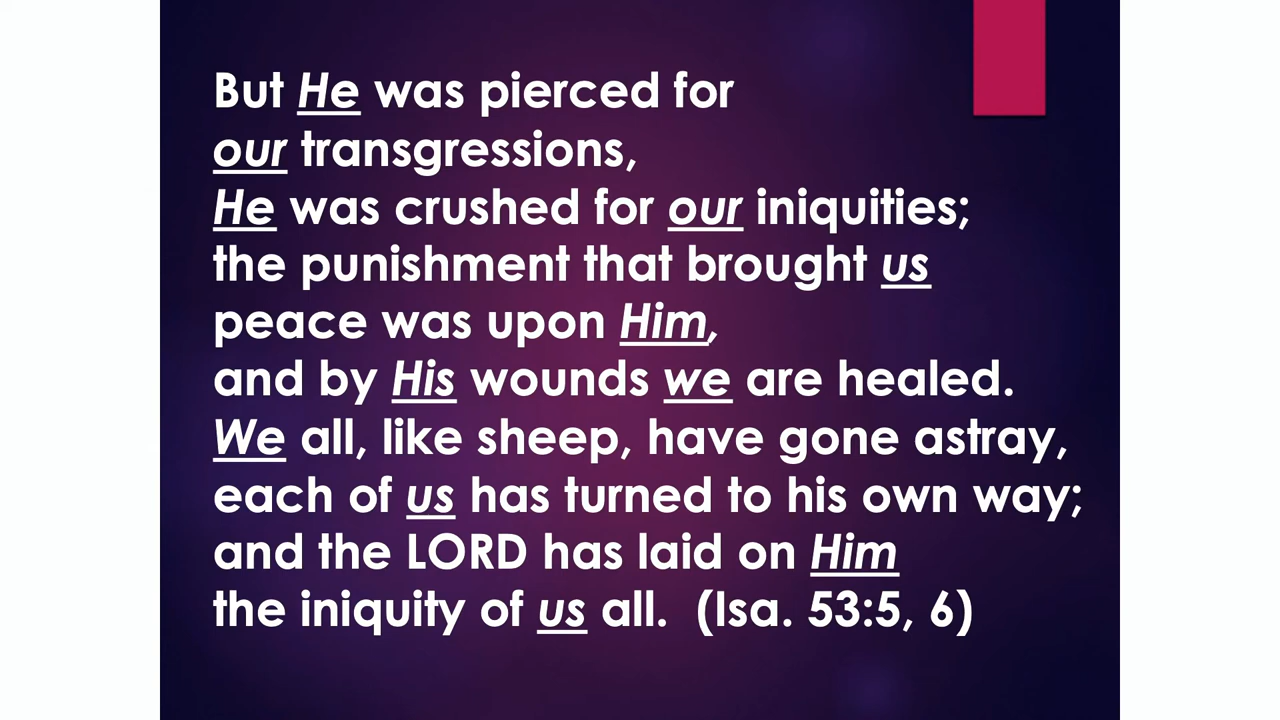 But He was pierced for
our transgressions,
He was crushed for our iniquities;
the punishment that brought us
peace was upon Him,
and by His wounds we are healed.
We all, like sheep, have gone astray,
each of us has turned to his own way;
and the LORD has laid on Him
the iniquity of us all.  (Isa. 53:5, 6)